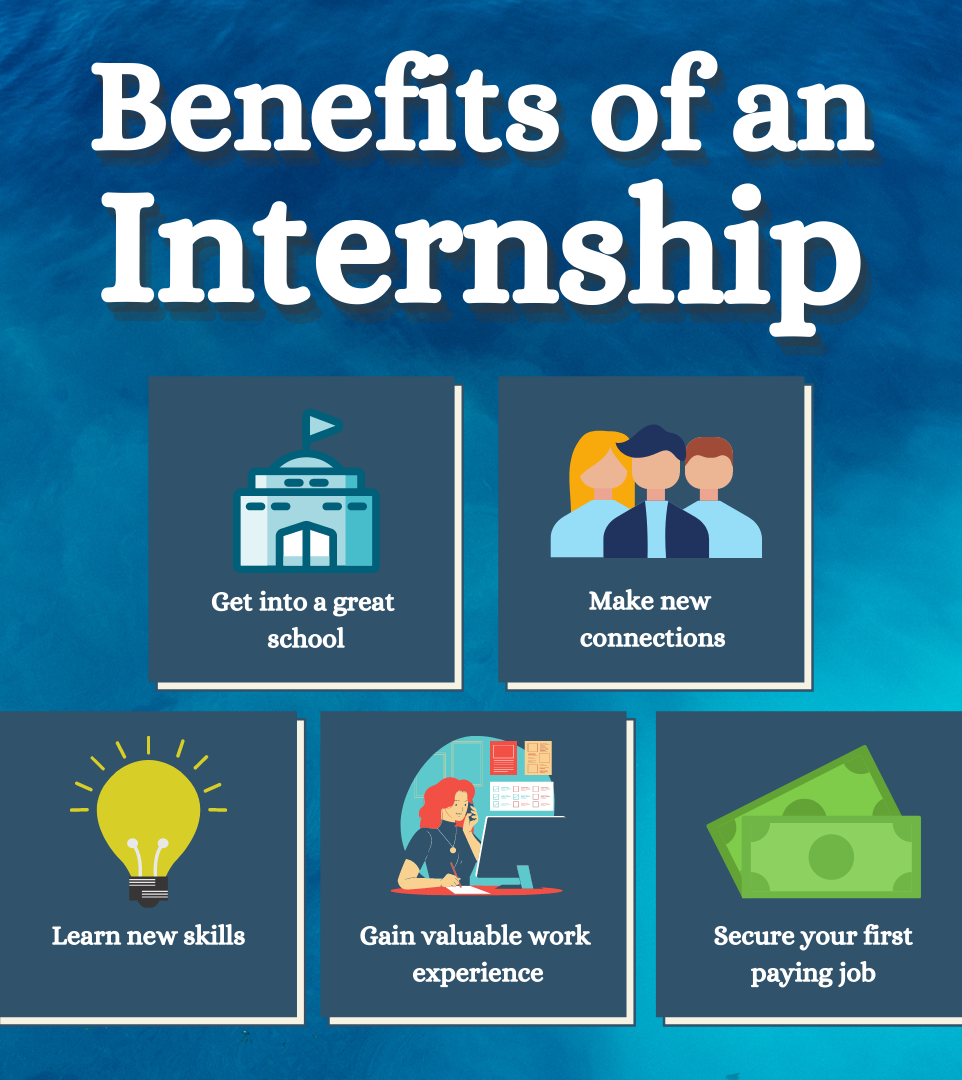 Benefits of an
Internship
Get into a great
school
Make new
connections
Learn new skills
Gain valuable work
experience
Secure your first
paying job